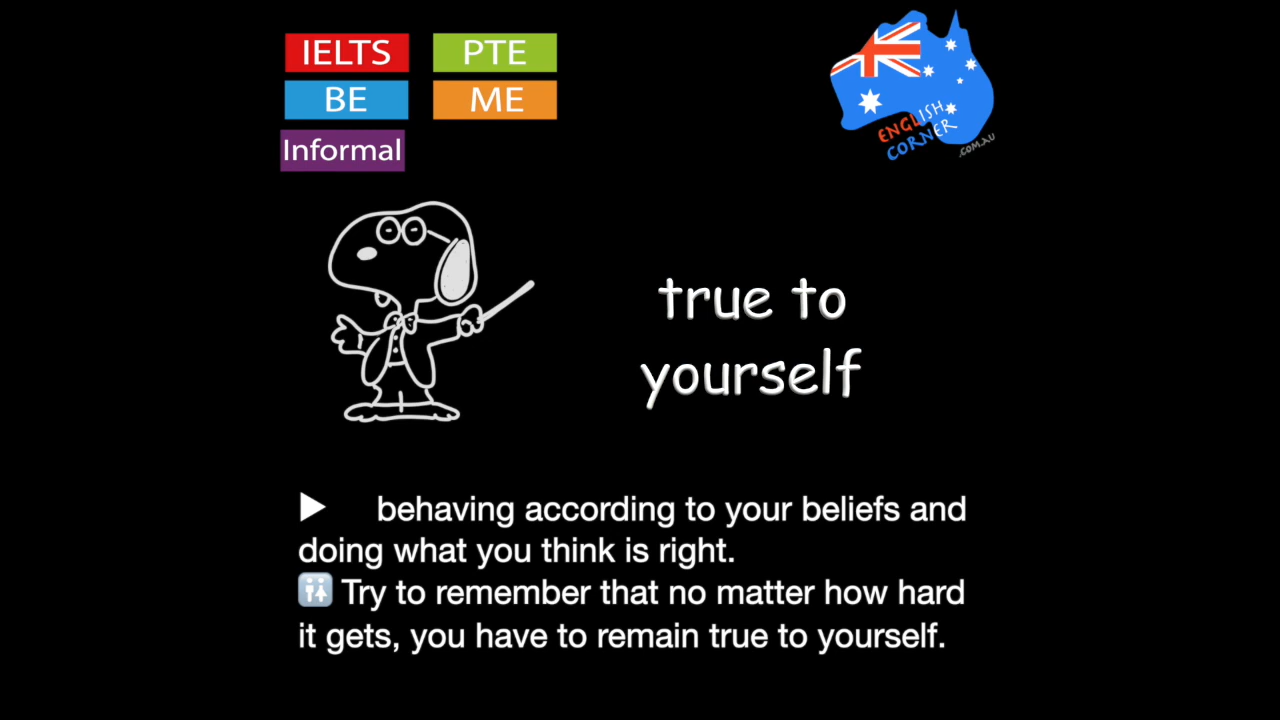 IELTS PTE
BE ME
Informal
ENGLISH
CORNER
.COM.AU
true to
yourself
behaving according to your beliefs and
doing what you think is right.
Try to remember that no matter how hard
it gets, you have to remain true to yourself.